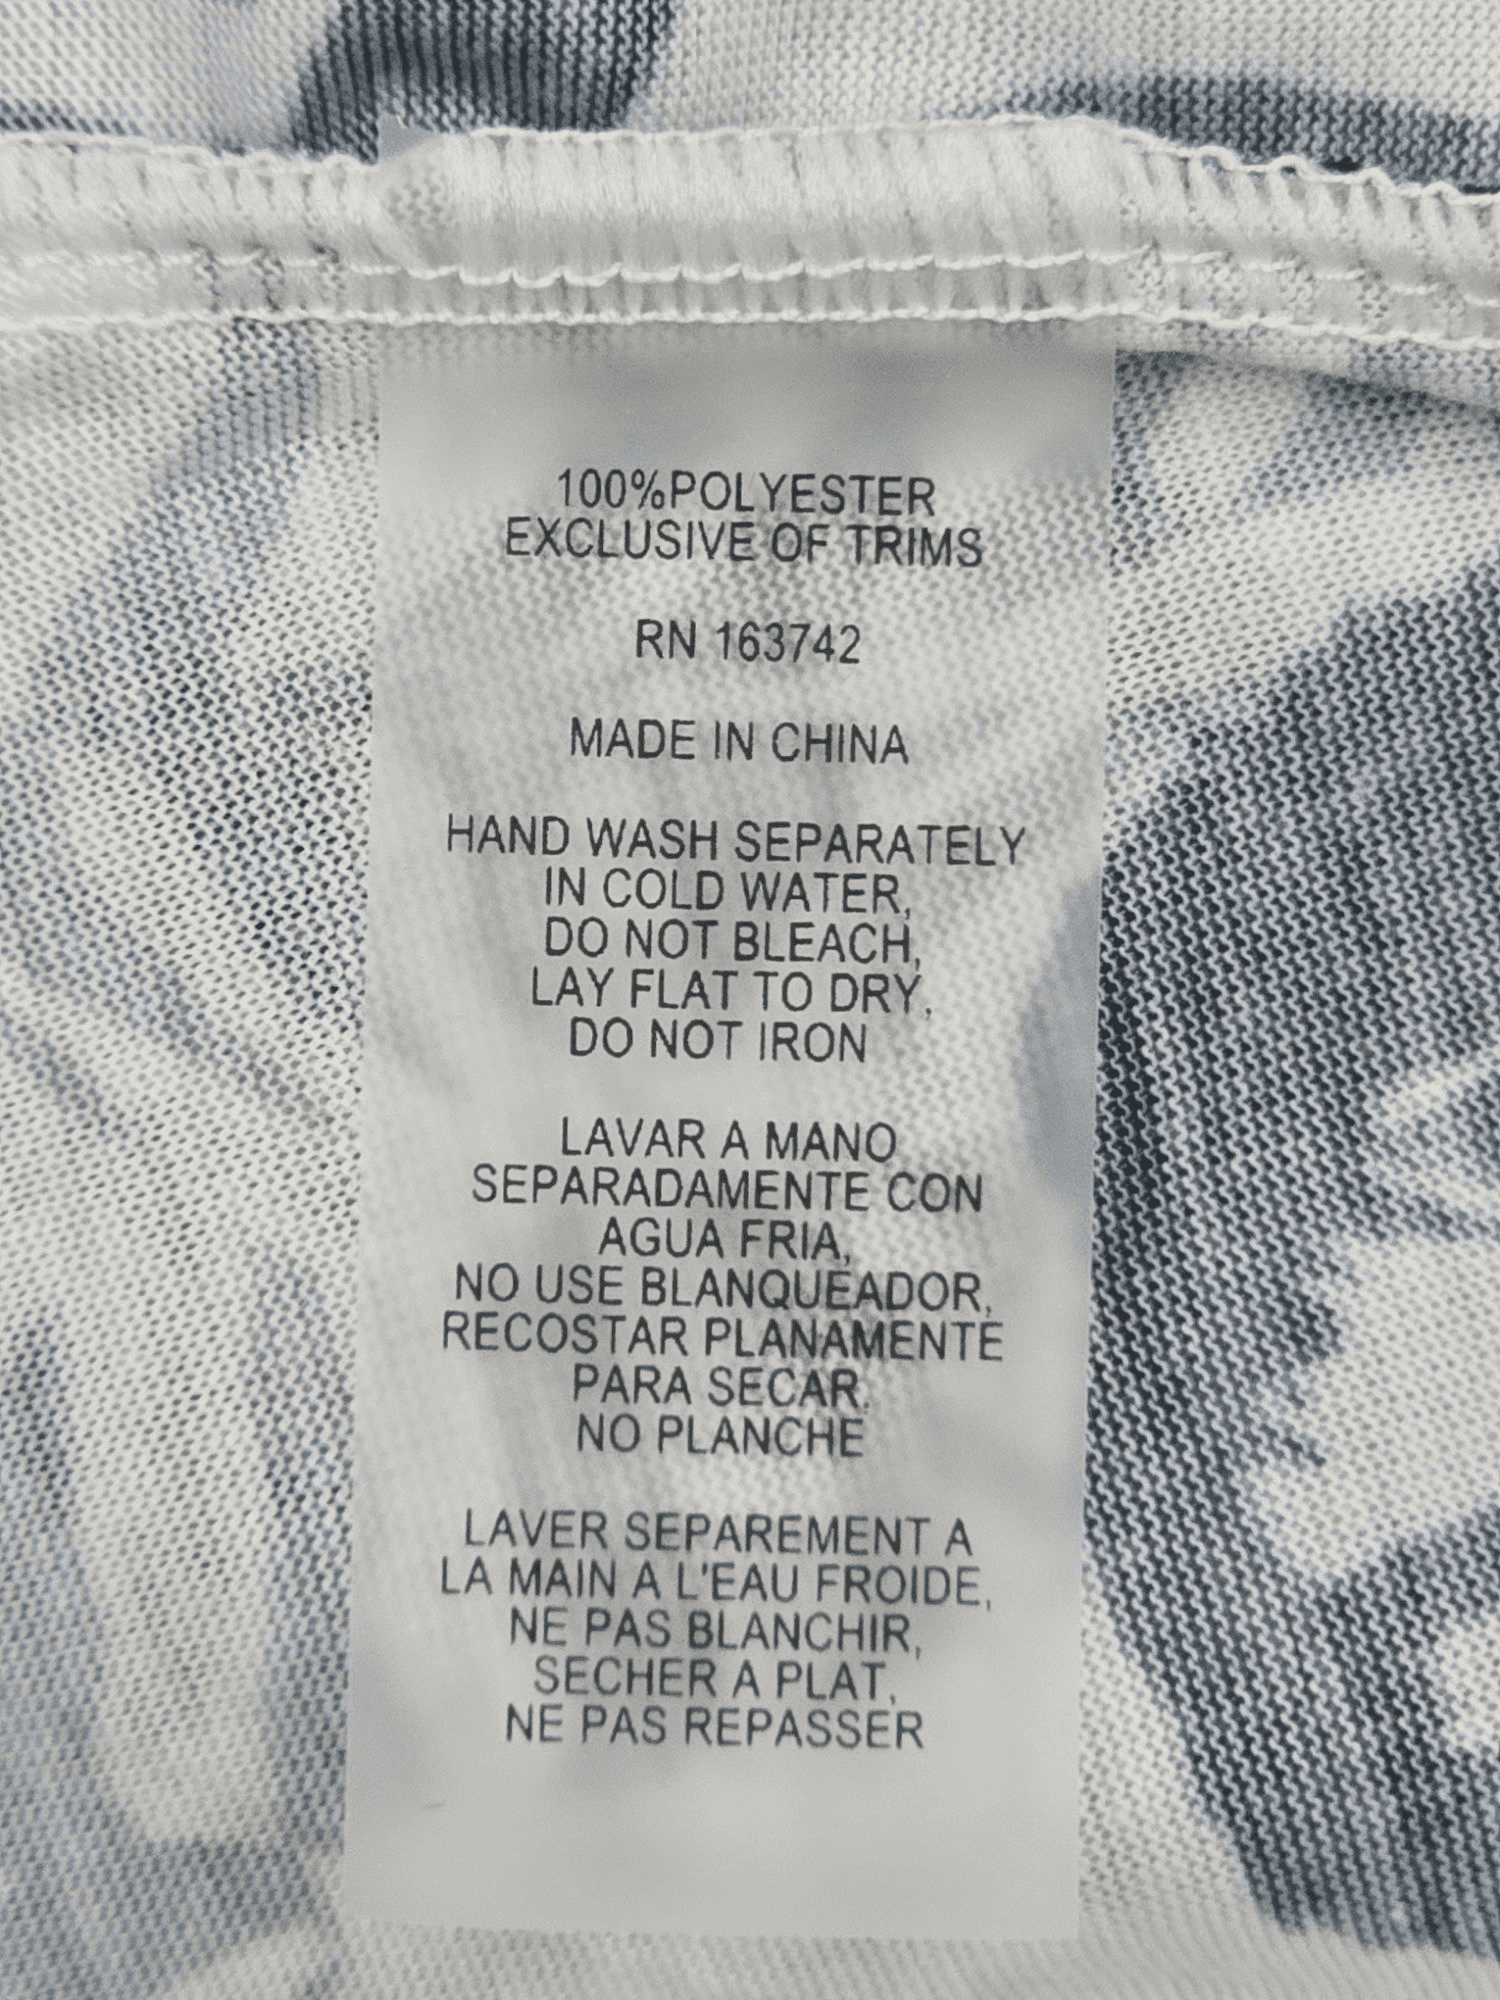 100%POLYESTER
EXCLUSIVE OF TRIMS
RN 163742
MADE IN CHINA
HAND WASH SEPARATELY
IN COLD WATER,
DO NOT BLEACH,
LAY FLAT TO DRY,
DO NOT IRON
LAVAR A MANO
SEPARADAMENTE CON
AGUA FRIA,
NO USE BLANQUEADOR,
RECOSTAR PLANAMENTE
PARA SECAR,
NO PLANCHE
LAVER SEPAREMENT A
LA MAIN A L'EAU FROIDE,
NE PAS BLANCHIR,
SECHER A PLAT,
NE PAS REPASSER